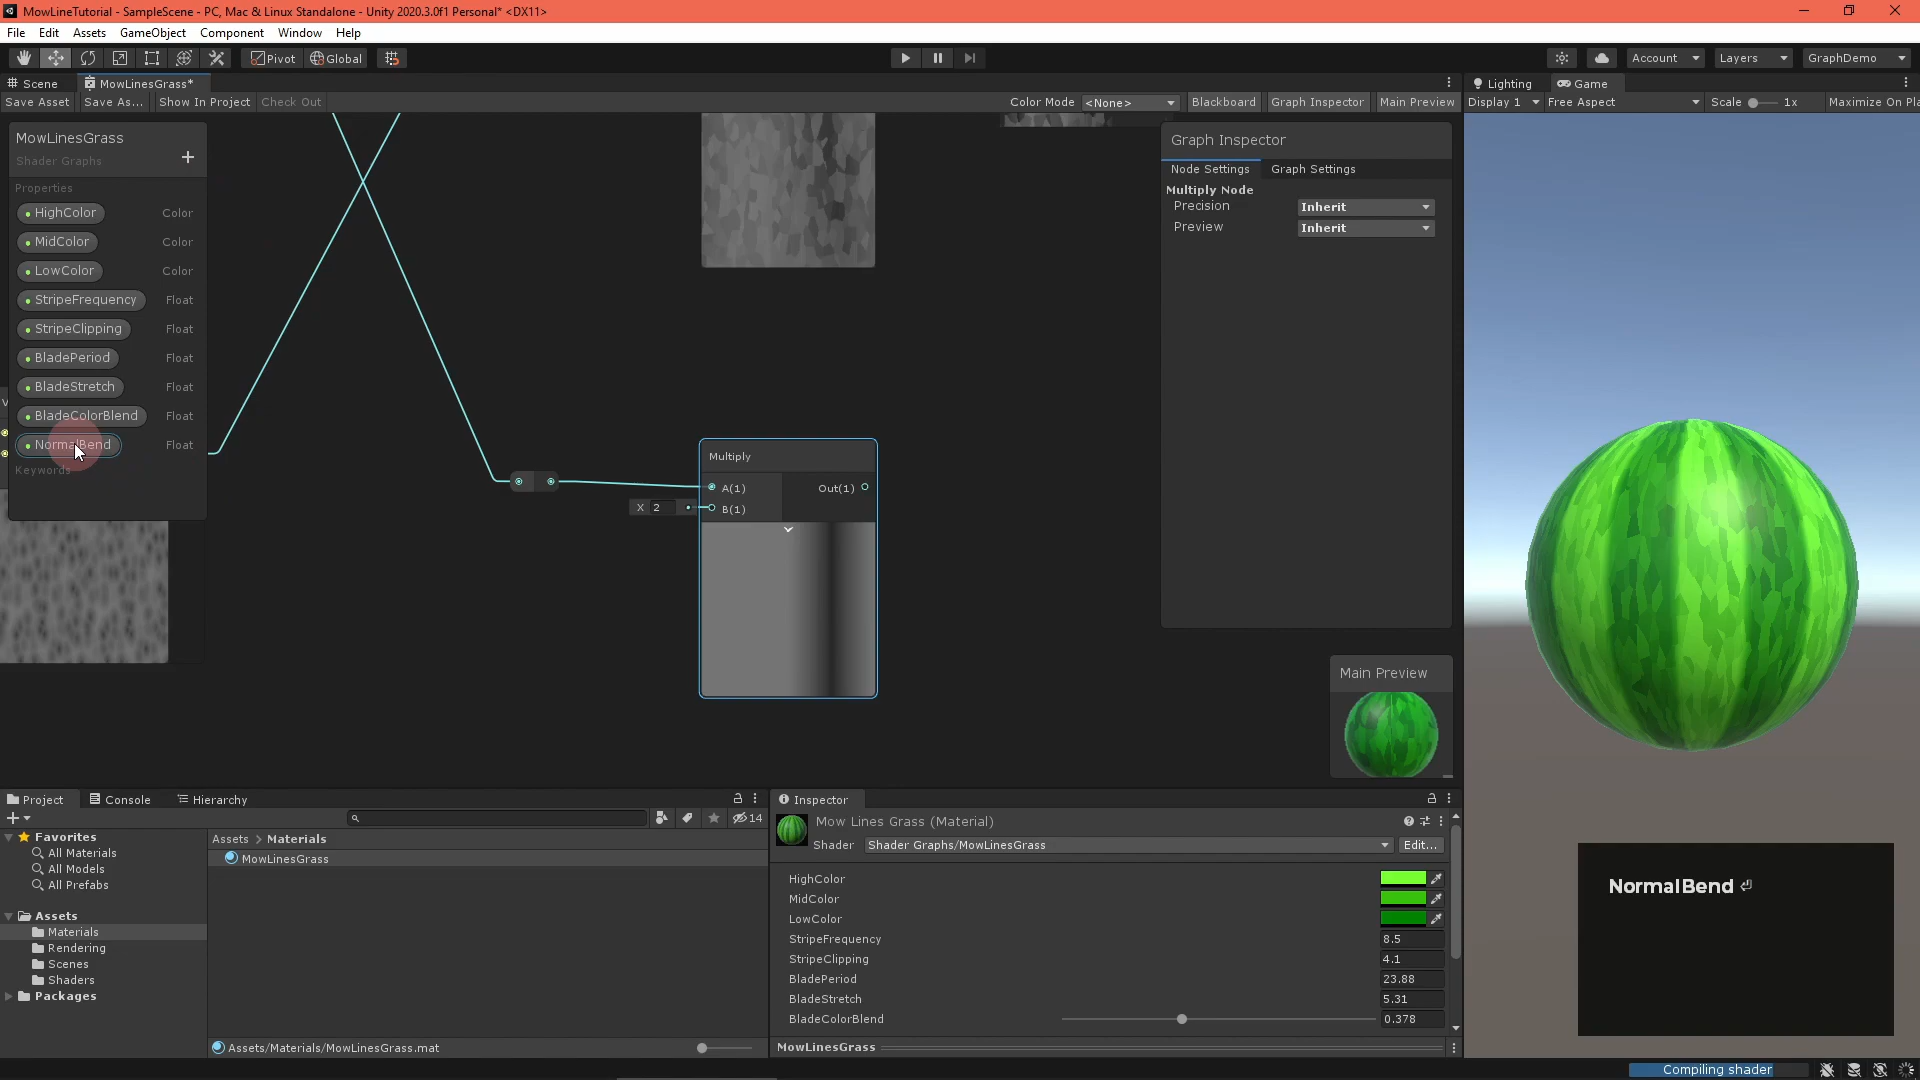 MowLineTutorial - SampleScene - PC, Mac & Linux Standalone - Unity 2020.3.0f1 Personal* <DX11>
File Edit Assets GameObject Component Window Help
Pivot Global Account Layers GraphDemo
Scene MowLinesGrass* Lighting Game
Save Asset Save As... Show In Project Check Out Color Mode <None> Blackboard Graph Inspector Main Preview Display 1 Free Aspect Scale 1x Maximize On Pla
MowLinesGrass
Shader Graphs
Properties
HighColor Color
MidColor Color
LowColor Color
StripeFrequency Float
StripeClipping Float
BladePeriod Float
BladeStretch Float
BladeColorBlend Float
NormalBend Float
Keywords
Multiply
A(1) Out(1)
X 2 B(1)
Graph Inspector
Node Settings Graph Settings
Multiply Node
Precision Inherit
Preview Inherit
Main Preview
Project Console Hierarchy
14
Favorites
All Materials
All Models
All Prefabs
Assets
Materials
Rendering
Scenes
Shaders
Packages
Assets > Materials
MowLinesGrass
Assets/Materials/MowLinesGrass.mat
Inspector
Mow Lines Grass (Material)
Shader Shader Graphs/MowLinesGrass Edit...
HighColor
MidColor
LowColor
StripeFrequency 8.5
StripeClipping 4.1
BladePeriod 23.88
BladeStretch 5.31
BladeColorBlend 0.378
MowLinesGrass
NormalBend ⏎
Compiling shader